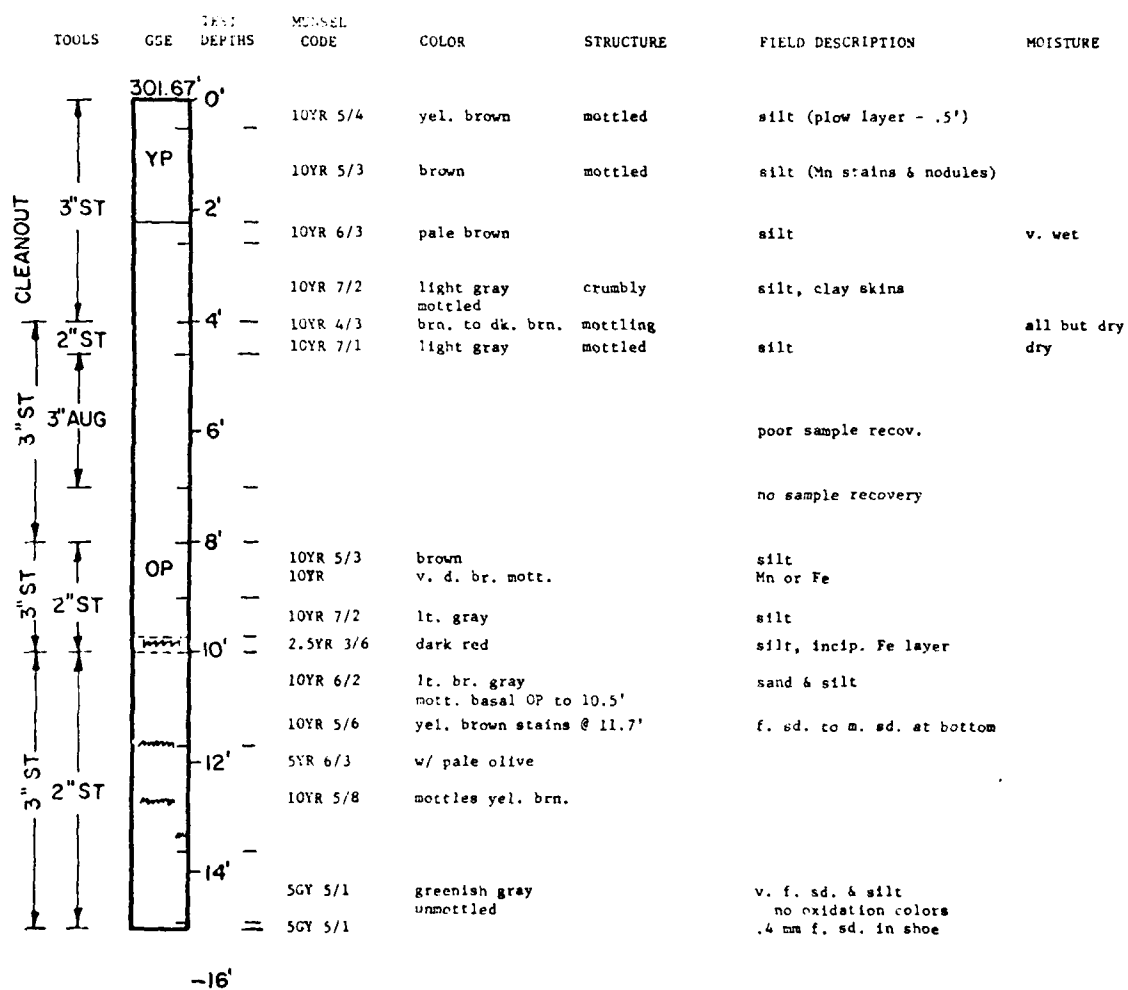 TEST MUNSEL
TOOLS GSE DEPTHS CODE COLOR STRUCTURE FIELD DESCRIPTION MOISTURE
301.67'
0'
10YR 5/4 yel. brown mottled silt (plow layer - .5')
YP
10YR 5/3 brown mottled silt (Mn stains & nodules)
CLEANOUT
3"ST
2'
10YR 6/3 pale brown silt v. wet
10YR 7/2 light gray crumbly silt, clay skins
mottled
4' 10YR 4/3 brn. to dk. brn. mottling all but dry
2"ST
10YR 7/1 light gray mottled silt dry
3"ST
3"AUG
6' poor sample recov.
no sample recovery
8'
10YR 5/3 brown silt
OP
10YR v. d. br. mott. Mn or Fe
3"ST
2"ST
10YR 7/2 lt. gray silt
10' 2.5YR 3/6 dark red silt, incip. Fe layer
10YR 6/2 lt. br. gray sand & silt
mott. basal OP to 10.5'
10YR 5/6 yel. brown stains @ 11.7' f. sd. to m. sd. at bottom
12' 5YR 6/3 w/ pale olive
3"ST
2"ST
10YR 5/8 mottles yel. brn.
14'
5GY 5/1 greenish gray v. f. sd. & silt
unmottled no oxidation colors
5GY 5/1 .4 mm f. sd. in shoe
-16'